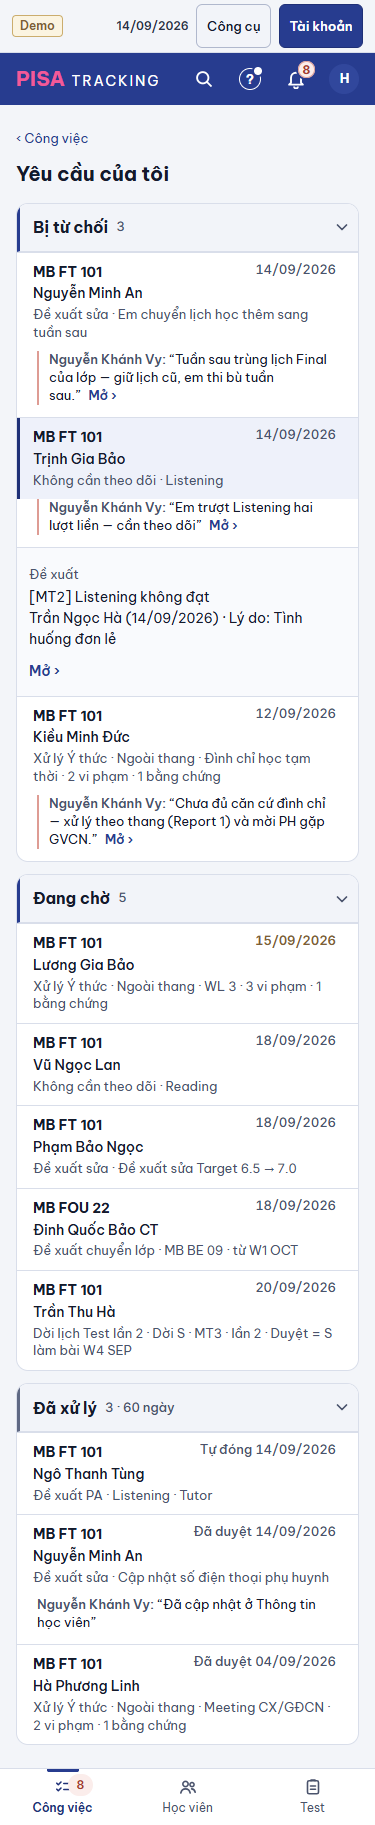 Demo 14/09/2026 Công cụ Tài khoản
PISA TRACKING ? 8 H
‹ Công việc
Yêu cầu của tôi
Bị từ chối 3
MB FT 101 14/09/2026
Nguyễn Minh An
Đề xuất sửa · Em chuyển lịch học thêm sang
tuần sau
Nguyễn Khánh Vy: “Tuần sau trùng lịch Final
của lớp — giữ lịch cũ, em thi bù tuần
sau.” Mở ›
MB FT 101 14/09/2026
Trịnh Gia Bảo
Không cần theo dõi · Listening
Nguyễn Khánh Vy: “Em trượt Listening hai
lượt liền — cần theo dõi” Mở ›
Đề xuất
[MT2] Listening không đạt
Trần Ngọc Hà (14/09/2026) · Lý do: Tình
huống đơn lẻ
Mở ›
MB FT 101 12/09/2026
Kiều Minh Đức
Xử lý Ý thức · Ngoài thang · Đình chỉ học tạm
thời · 2 vi phạm · 1 bằng chứng
Nguyễn Khánh Vy: “Chưa đủ căn cứ đình chỉ
— xử lý theo thang (Report 1) và mời PH gặp
GVCN.” Mở ›
Đang chờ 5
MB FT 101 15/09/2026
Lương Gia Bảo
Xử lý Ý thức · Ngoài thang · WL 3 · 3 vi phạm · 1
bằng chứng
MB FT 101 18/09/2026
Vũ Ngọc Lan
Không cần theo dõi · Reading
MB FT 101 18/09/2026
Phạm Bảo Ngọc
Đề xuất sửa · Đề xuất sửa Target 6.5 → 7.0
MB FOU 22 18/09/2026
Đinh Quốc Bảo CT
Đề xuất chuyển lớp · MB BE 09 · từ W1 OCT
MB FT 101 20/09/2026
Trần Thu Hà
Dời lịch Test lần 2 · Dời S · MT3 · lần 2 · Duyệt = S
làm bài W4 SEP
Đã xử lý 3 · 60 ngày
MB FT 101 Tự đóng 14/09/2026
Ngô Thanh Tùng
Đề xuất PA · Listening · Tutor
MB FT 101 Đã duyệt 14/09/2026
Nguyễn Minh An
Đề xuất sửa · Cập nhật số điện thoại phụ huynh
Nguyễn Khánh Vy: “Đã cập nhật ở Thông tin
học viên”
MB FT 101 Đã duyệt 04/09/2026
Hà Phương Linh
Xử lý Ý thức · Ngoài thang · Meeting CX/GĐCN ·
2 vi phạm · 1 bằng chứng
8
Công việc Học viên Test